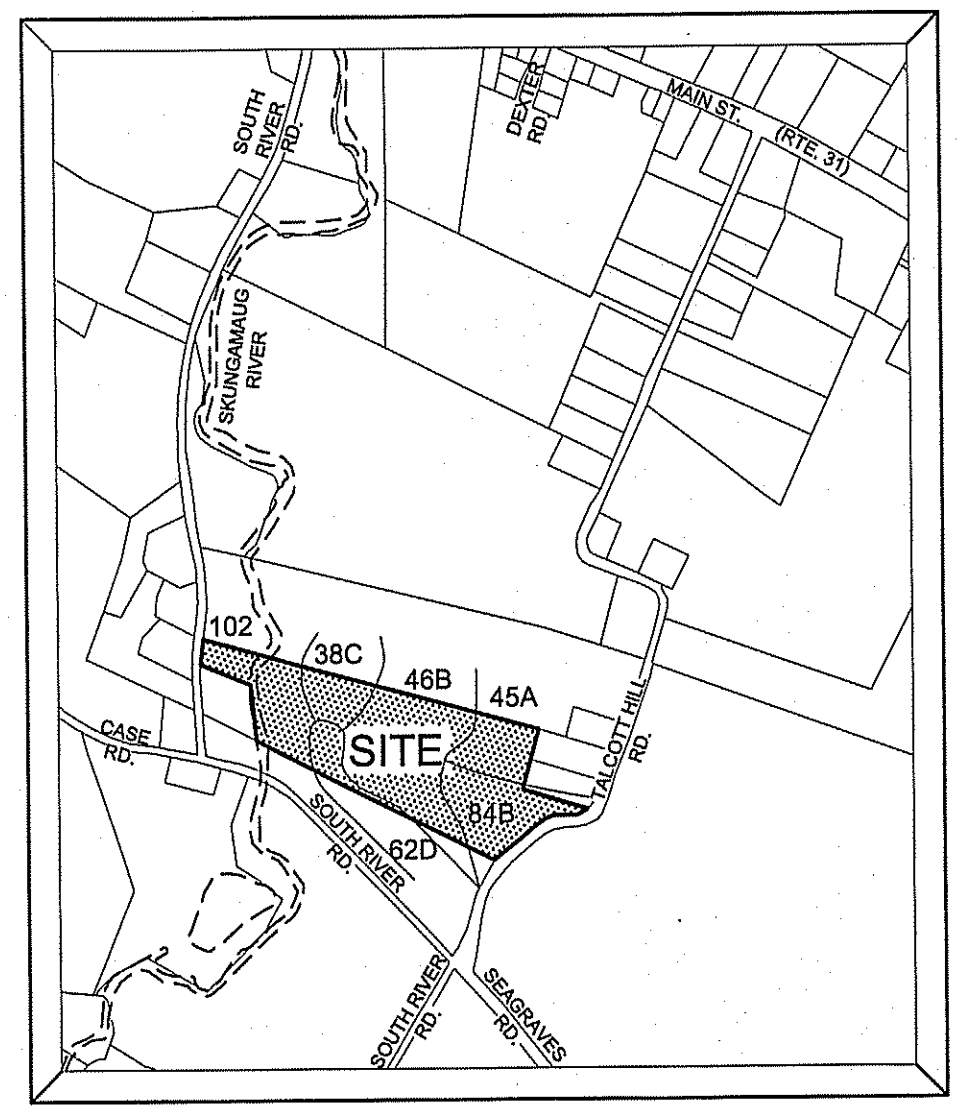 SOUTH
RIVER
RD.
DEXTER
RD.
MAIN ST.
(RTE. 31)
SKUNGAMAUG
RIVER
102
38C
46B
45A
SITE
84B
62D
TALCOTT HILL
RD.
CASE
RD.
SOUTH RIVER
RD.
SOUTH RIVER
RD.
SEAGRAVES
RD.